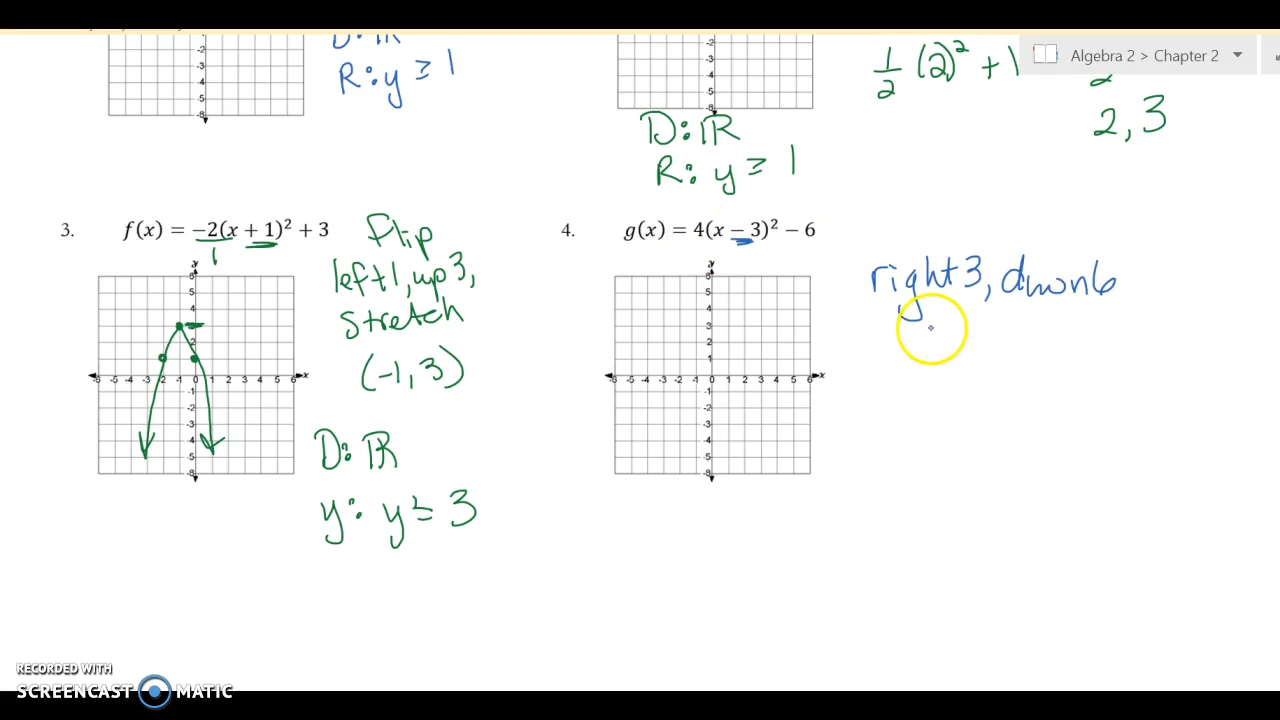 D: ℝ
R: y ≥ 1
1/2 (2)² + 1
2, 3
Algebra 2 > Chapter 2
D: ℝ
R: y ≥ 1
3. f(x) = −2(x + 1)² + 3
1
flip
left 1, up 3,
stretch
(-1, 3)
D: ℝ
y: y ≤ 3
4. g(x) = 4(x − 3)² − 6
right 3, down 6
RECORDED WITH
SCREENCAST MATIC